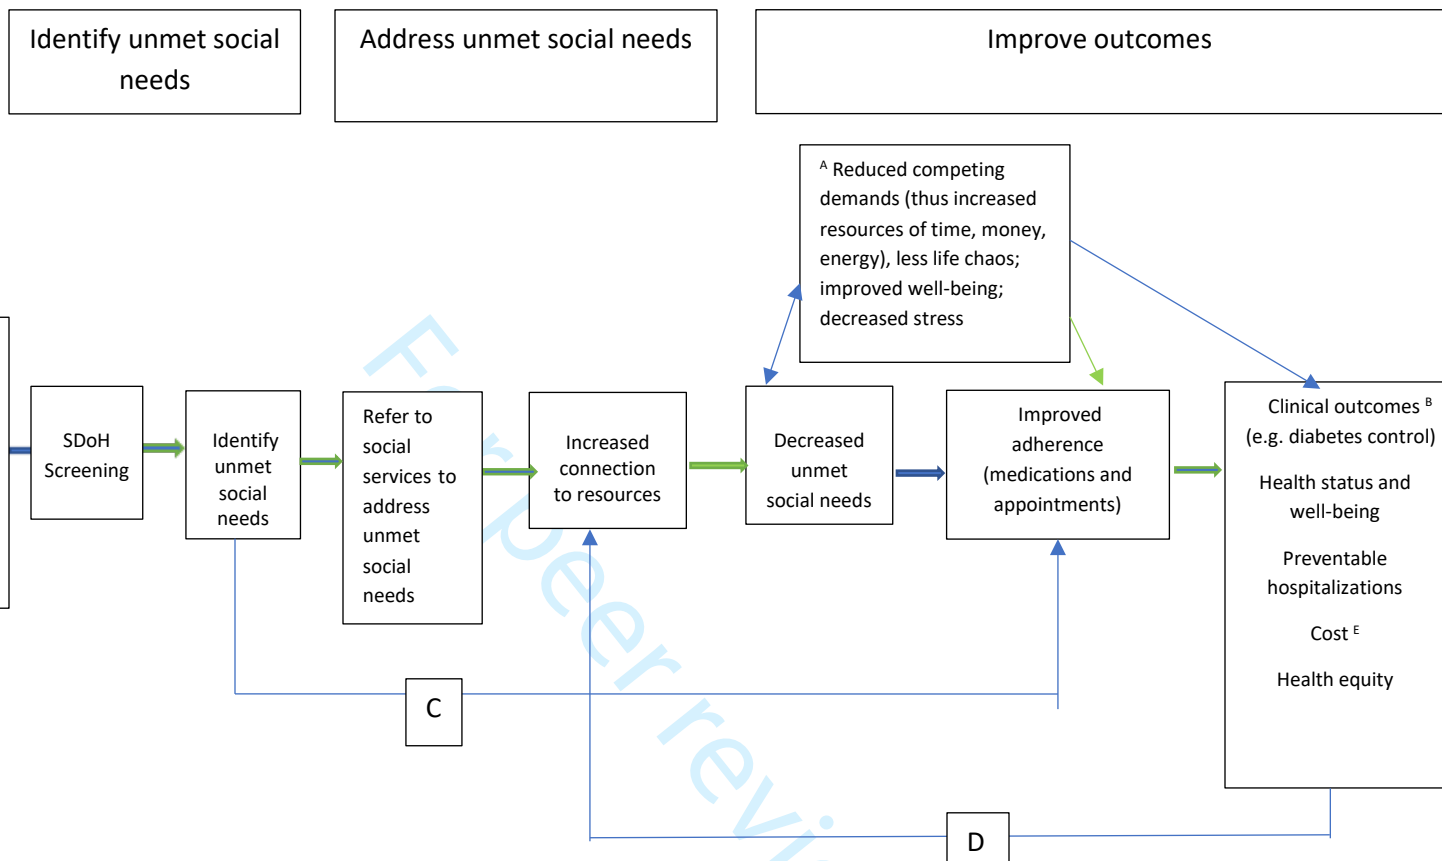 Identify unmet social
needs
Address unmet social needs
Improve outcomes
A Reduced competing
demands (thus increased
resources of time, money,
energy), less life chaos;
improved well-being;
decreased stress
SDoH
Screening
Identify
unmet
social
needs
Refer to
social
services to
address
unmet
social
needs
Increased
connection
to resources
Decreased
unmet
social needs
Improved
adherence
(medications and
appointments)
Clinical outcomes B
(e.g. diabetes control)
Health status and
well-being
Preventable
hospitalizations
Cost E
Health equity
C
D
For peer revi